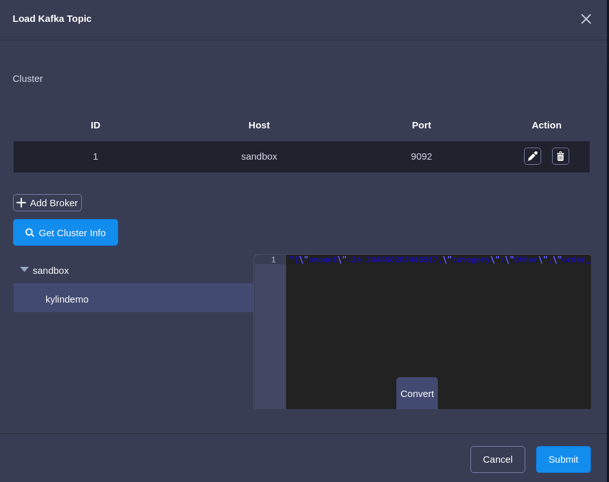 Load Kafka Topic
Cluster
ID Host Port Action
1 sandbox 9092
Add Broker
Get Cluster Info
sandbox
kylindemo
1
Convert
Cancel Submit